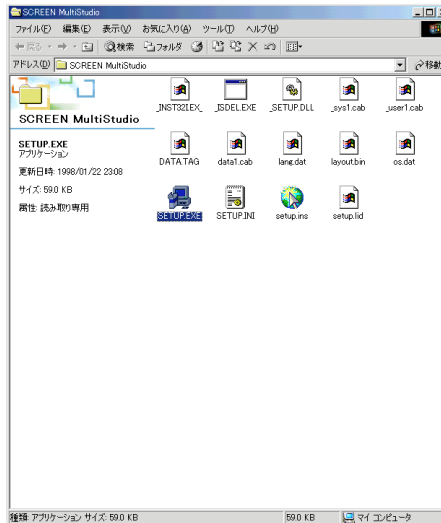 SCREEN MultiStudio
ファイル(F) 編集(E) 表示(V) お気に入り(A) ツール(T) ヘルプ(H)
戻る 検索 フォルダ
アドレス(D) SCREEN MultiStudio 移動
SCREEN MultiStudio
SETUP.EXE
アプリケーション
更新日時: 1998/01/22 23:08
サイズ: 59.0 KB
属性: 読み取り専用
_INST32I.EX_ _ISDEL.EXE _SETUP.DLL _sys1.cab _user1.cab
DATA.TAG data1.cab lang.dat layout.bin os.dat
SETUP.EXE SETUP.INI setup.ins setup.lid
種類: アプリケーション サイズ: 59.0 KB 59.0 KB マイ コンピュータ